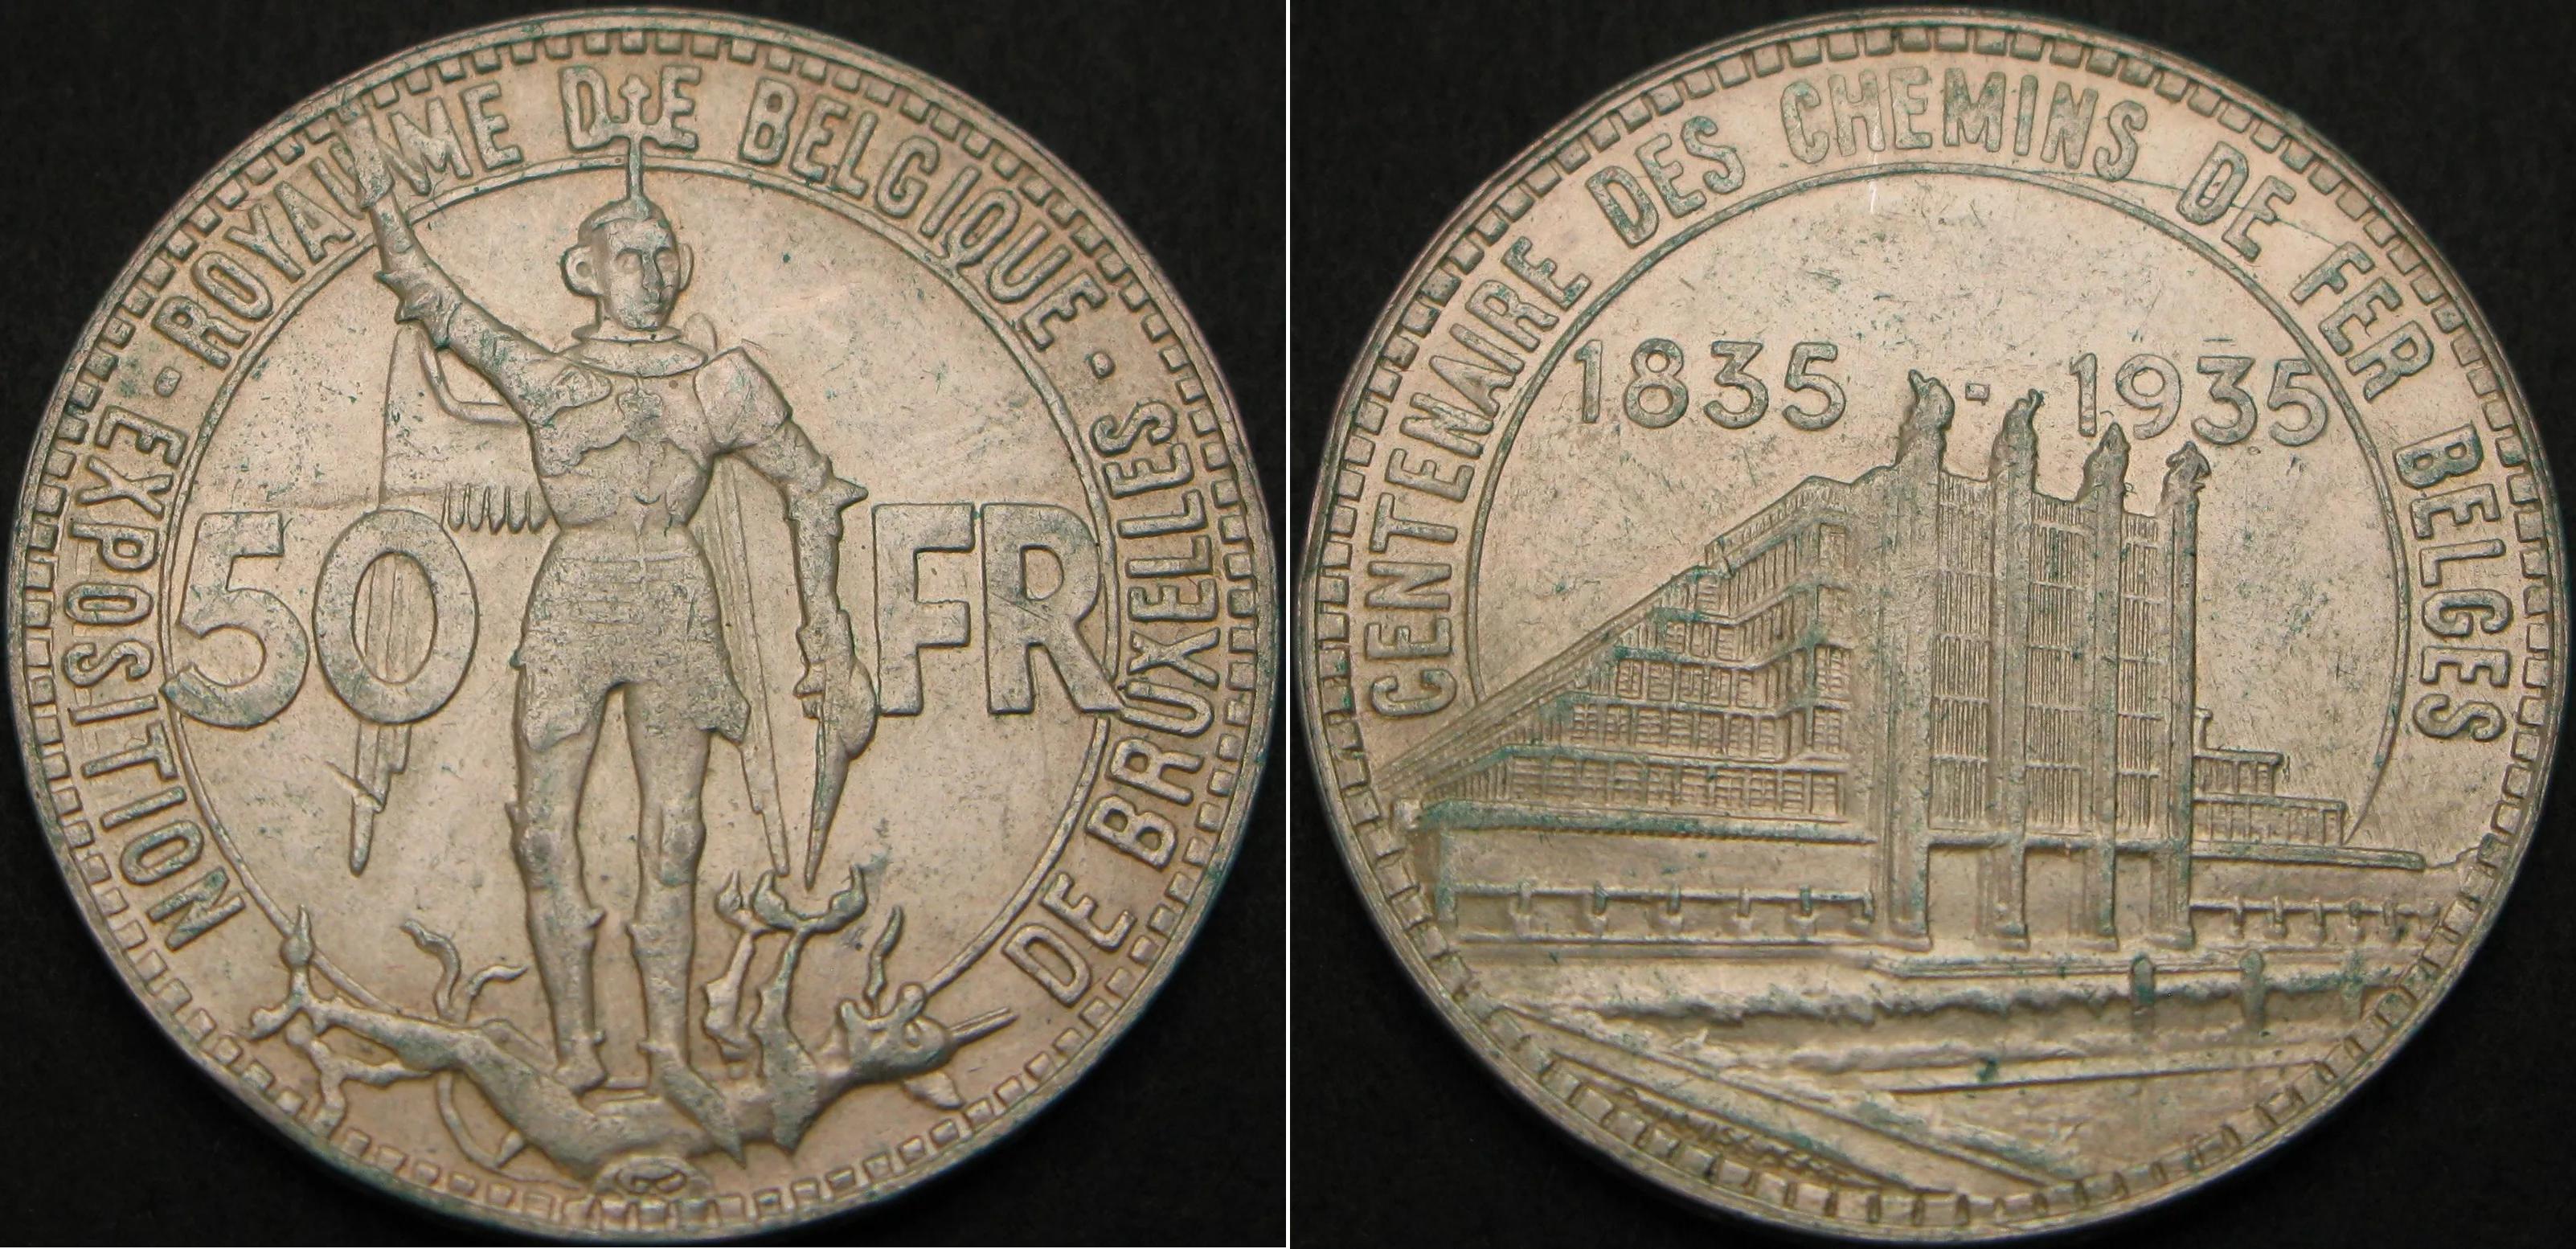 ROYAUME DE BELGIQUE · EXPOSITION DE BRUXELLES ·
50 FR
CENTENAIRE DES CHEMINS DE FER BELGES
1835 - 1935